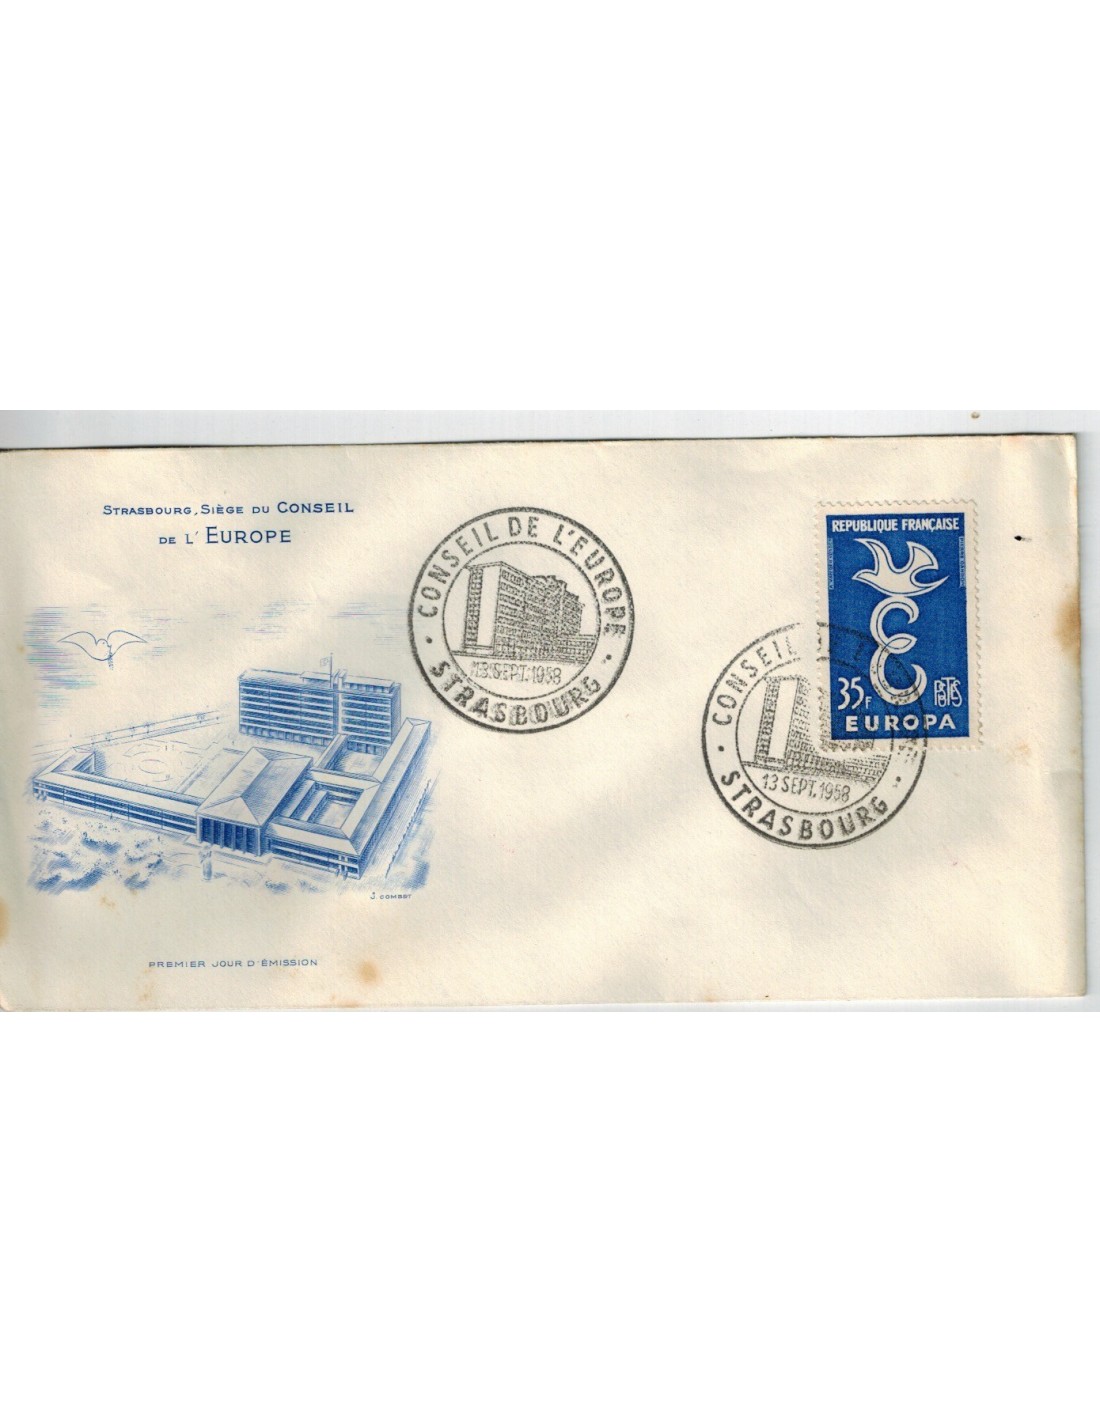 STRASBOURG, SIÈGE DU CONSEIL
DE L'EUROPE
J. COMBET
PREMIER JOUR D'ÉMISSION
CONSEIL DE L'EUROPE
13 SEPT. 1958
STRASBOURG
REPUBLIQUE FRANÇAISE
35F
POSTES
EUROPA
CONSEIL
13 SEPT. 1958
STRASBOURG